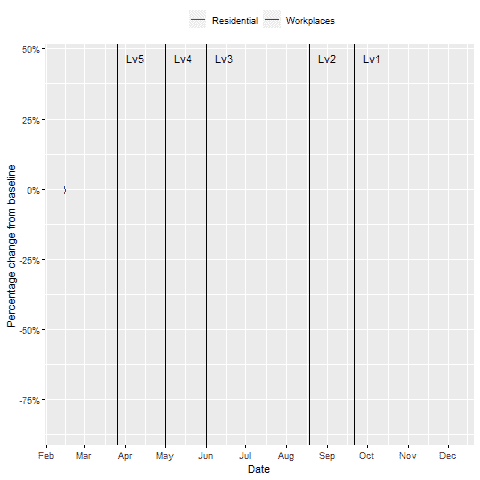 Residential Workplaces
50%
Lv5 Lv4 Lv3 Lv2 Lv1
25%
0%
-25%
-50%
-75%
Percentage change from baseline
Feb Mar Apr May Jun Jul Aug Sep Oct Nov Dec
Date